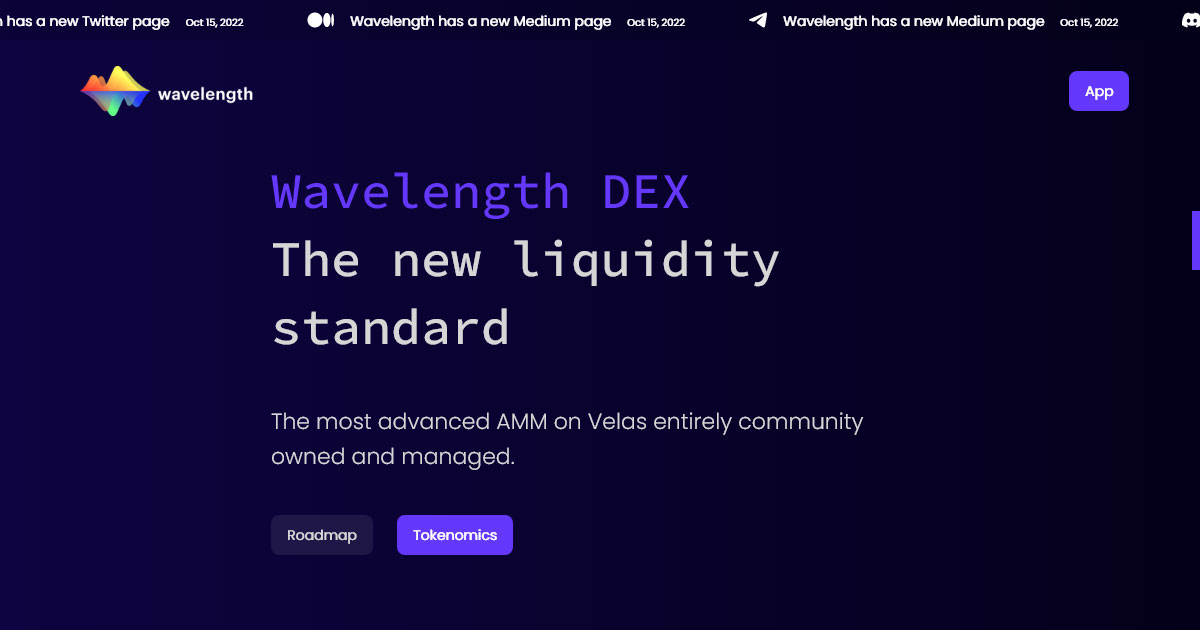 has a new Twitter page Oct 15, 2022 Wavelength has a new Medium page Oct 15, 2022 Wavelength has a new Medium page Oct 15, 2022
wavelength
App
Wavelength DEX
The new liquidity
standard
The most advanced AMM on Velas entirely community
owned and managed.
Roadmap Tokenomics